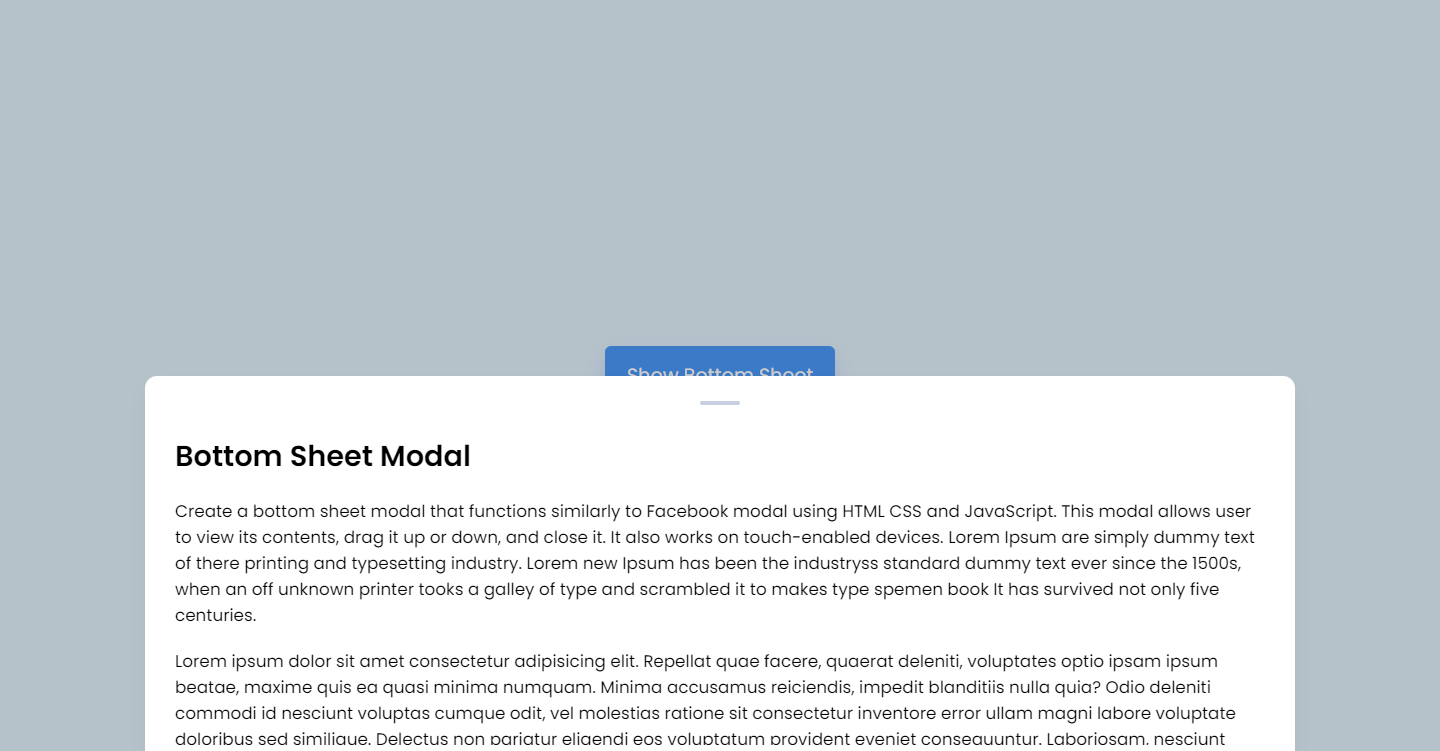 Show Bottom Sheet
Bottom Sheet Modal
Create a bottom sheet modal that functions similarly to Facebook modal using HTML CSS and JavaScript. This modal allows user
to view its contents, drag it up or down, and close it. It also works on touch-enabled devices. Lorem Ipsum are simply dummy text
of there printing and typesetting industry. Lorem new Ipsum has been the industryss standard dummy text ever since the 1500s,
when an off unknown printer tooks a galley of type and scrambled it to makes type spemen book It has survived not only five
centuries.
Lorem ipsum dolor sit amet consectetur adipisicing elit. Repellat quae facere, quaerat deleniti, voluptates optio ipsam ipsum
beatae, maxime quis ea quasi minima numquam. Minima accusamus reiciendis, impedit blanditiis nulla quia? Odio deleniti
commodi id nesciunt voluptas cumque odit, vel molestias ratione sit consectetur inventore error ullam magni labore voluptate
doloribus sed similique. Delectus non pariatur eligendi eos voluptatum provident eveniet consequuntur. Laboriosam, nesciunt